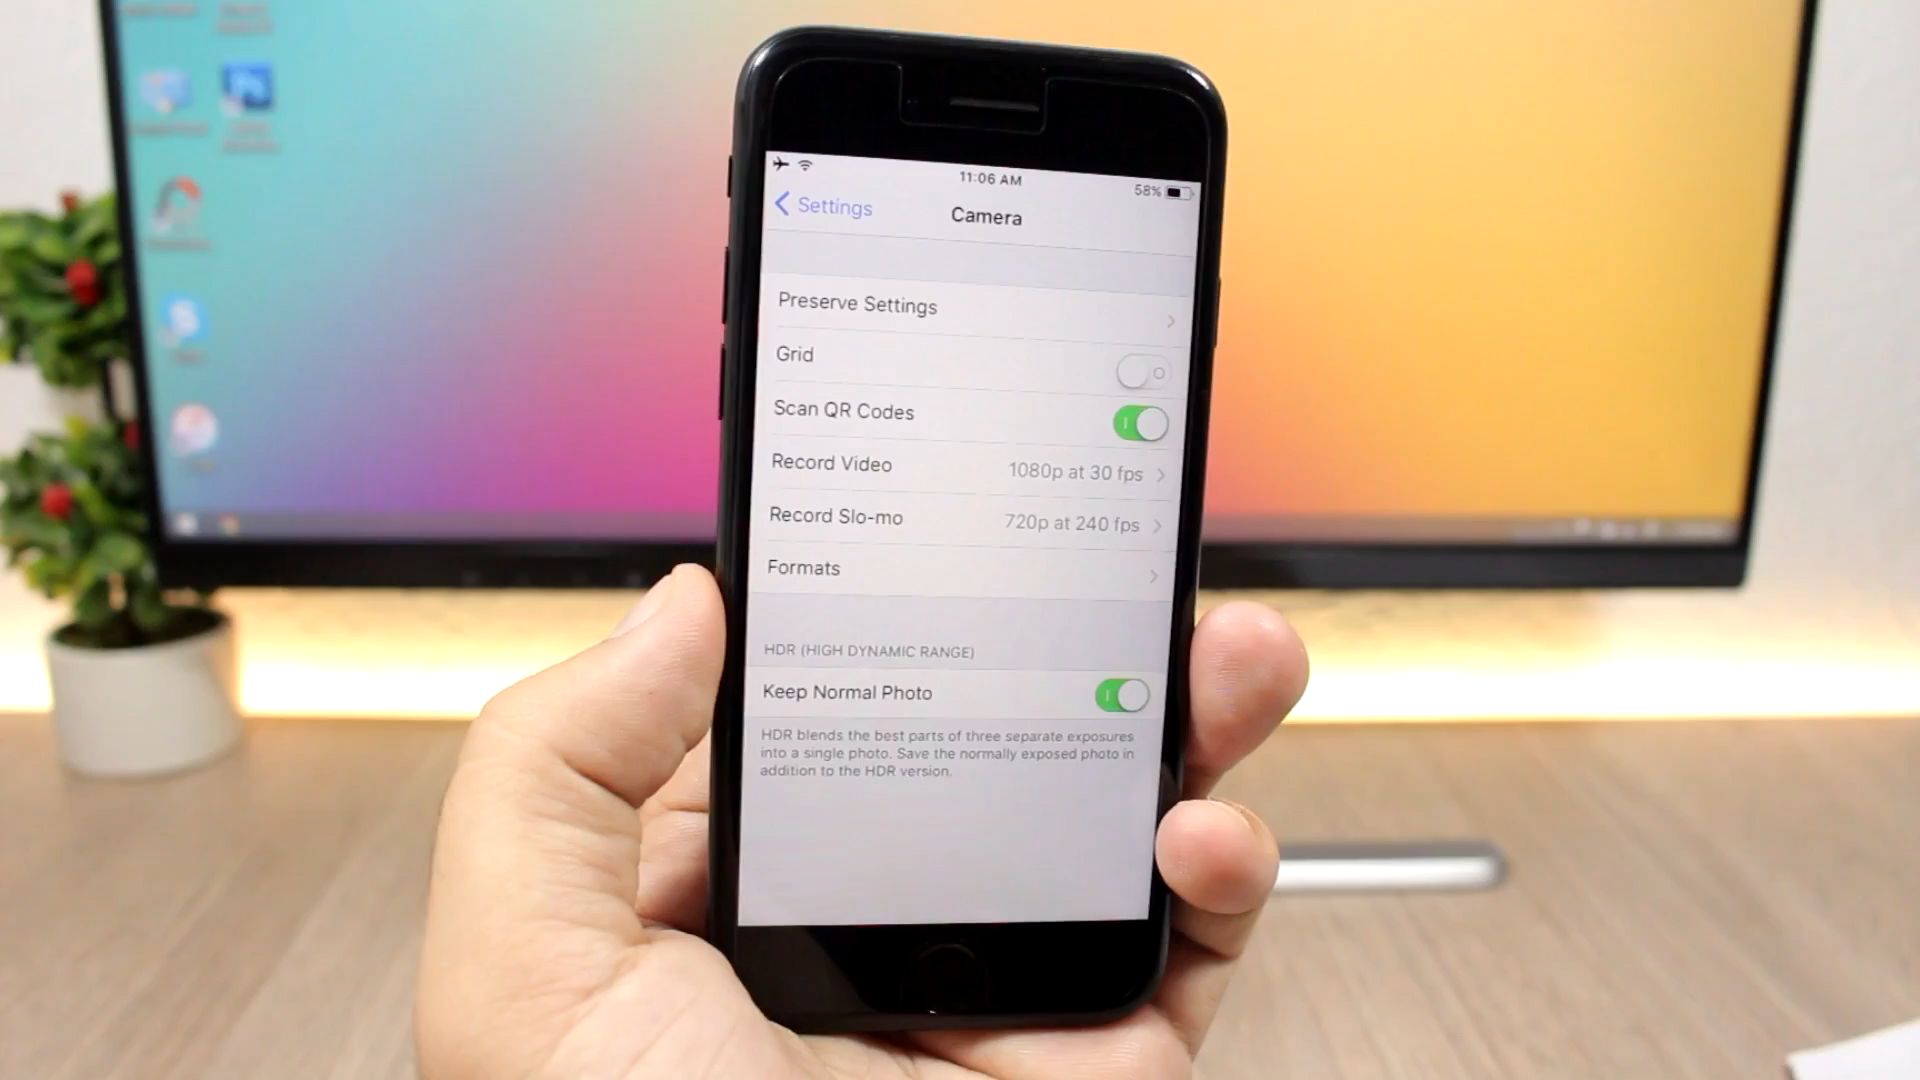 11:06 AM
58%
Settings
Camera
Preserve Settings
Grid
Scan QR Codes
Record Video 1080p at 30 fps
Record Slo-mo 720p at 240 fps
Formats
HDR (HIGH DYNAMIC RANGE)
Keep Normal Photo
HDR blends the best parts of three separate exposures
into a single photo. Save the normally exposed photo in
addition to the HDR version.
Ps